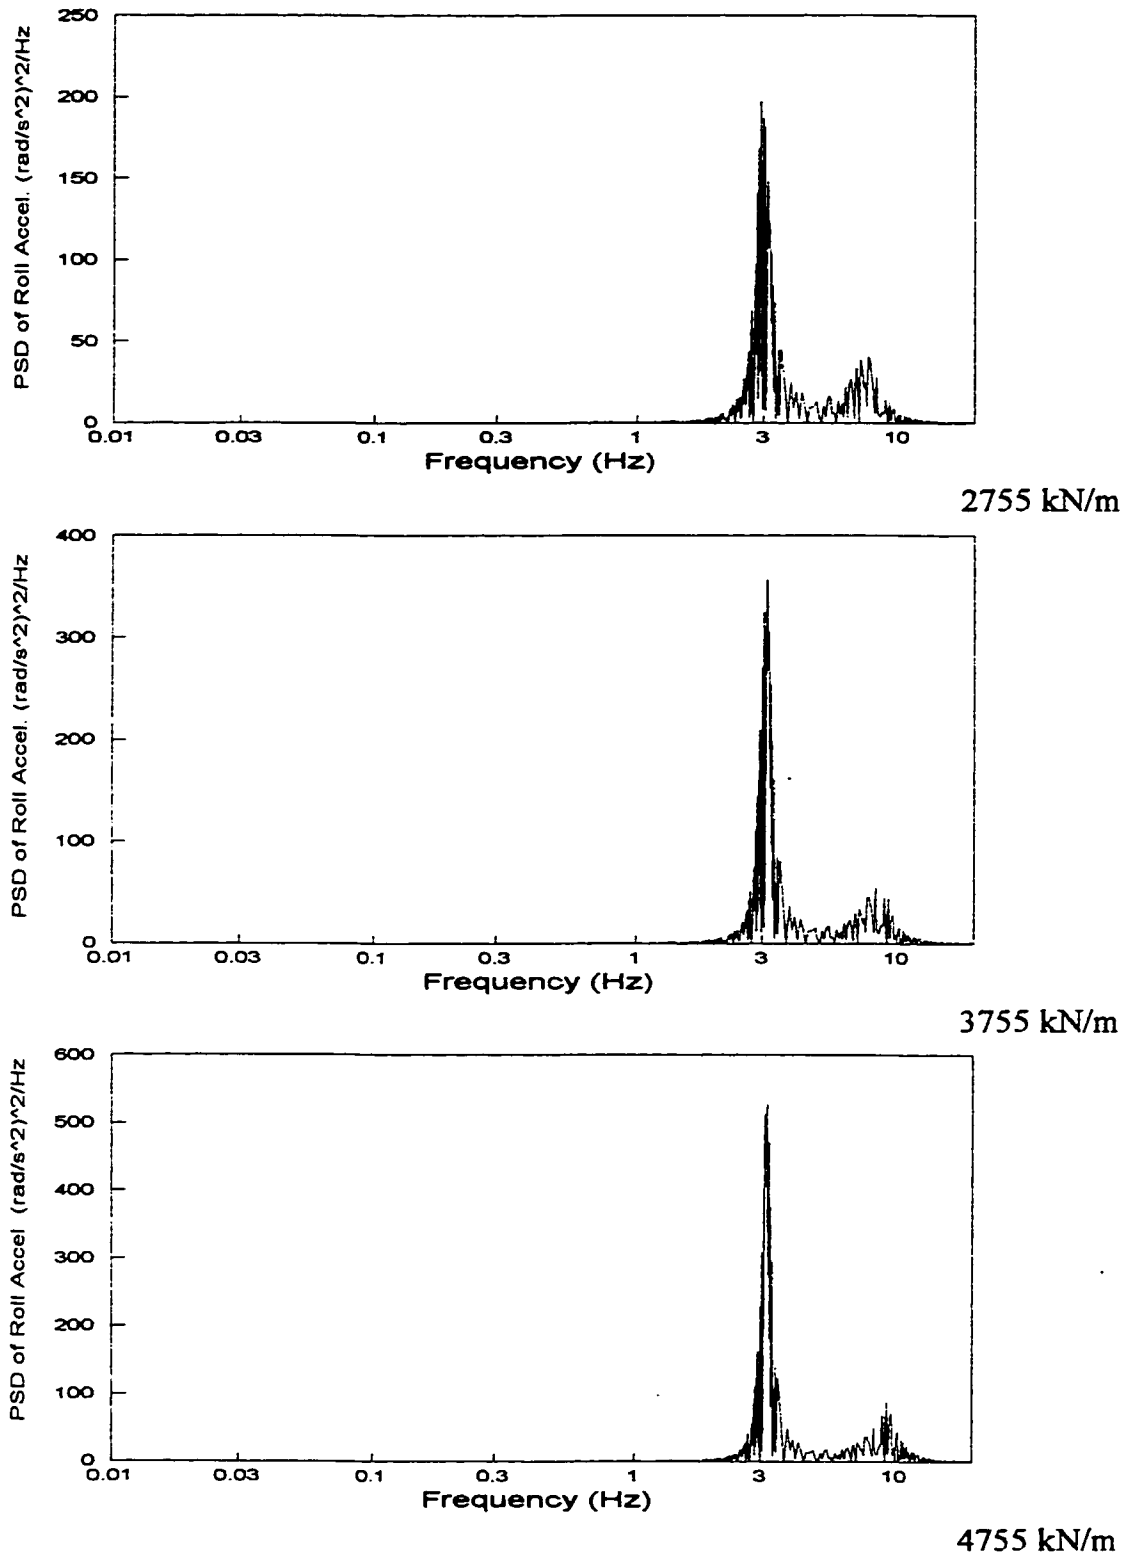 PSD of Roll Accel. (rad/s^2)^2/Hz
250
200
150
100
50
0
0.01 0.03 0.1 0.3 1 3 10
Frequency (Hz)
2755 kN/m
PSD of Roll Accel. (rad/s^2)^2/Hz
400
300
200
100
0
0.01 0.03 0.1 0.3 1 3 10
Frequency (Hz)
3755 kN/m
PSD of Roll Accel (rad/s^2)^2/Hz
600
500
400
300
200
100
0
0.01 0.03 0.1 0.3 1 3 10
Frequency (Hz)
4755 kN/m